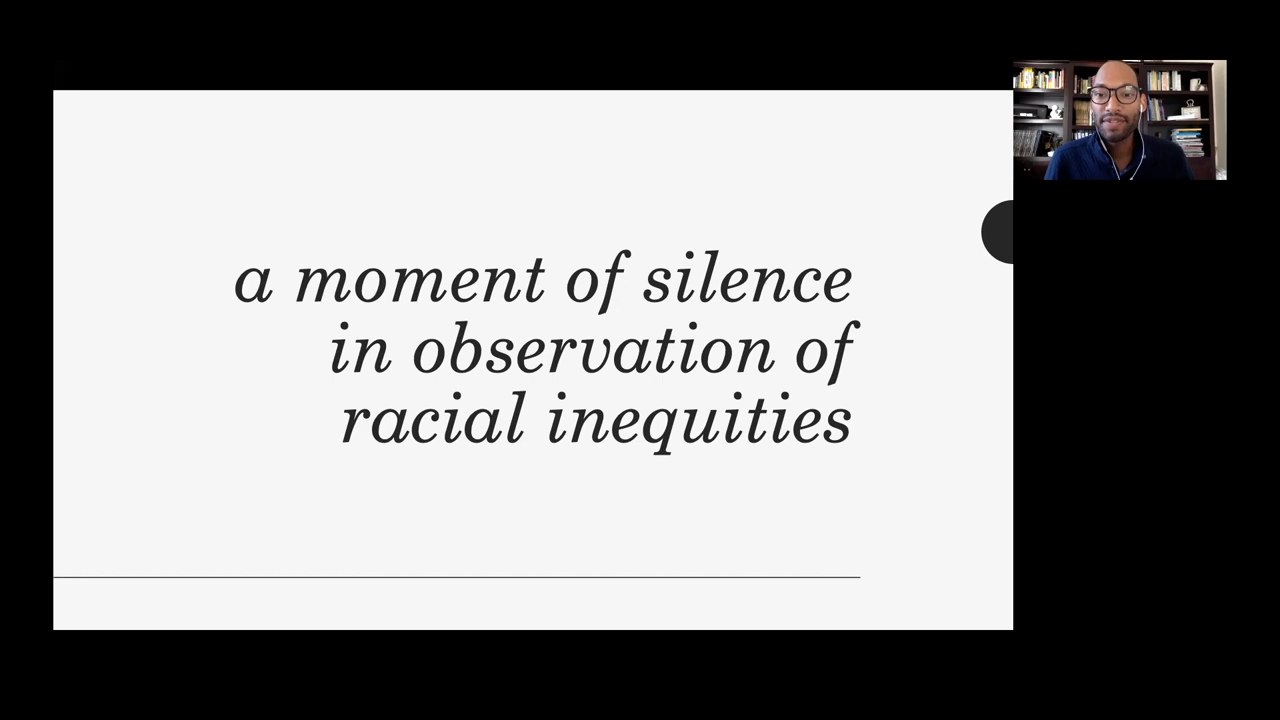 a moment of silence
in observation of
racial inequities